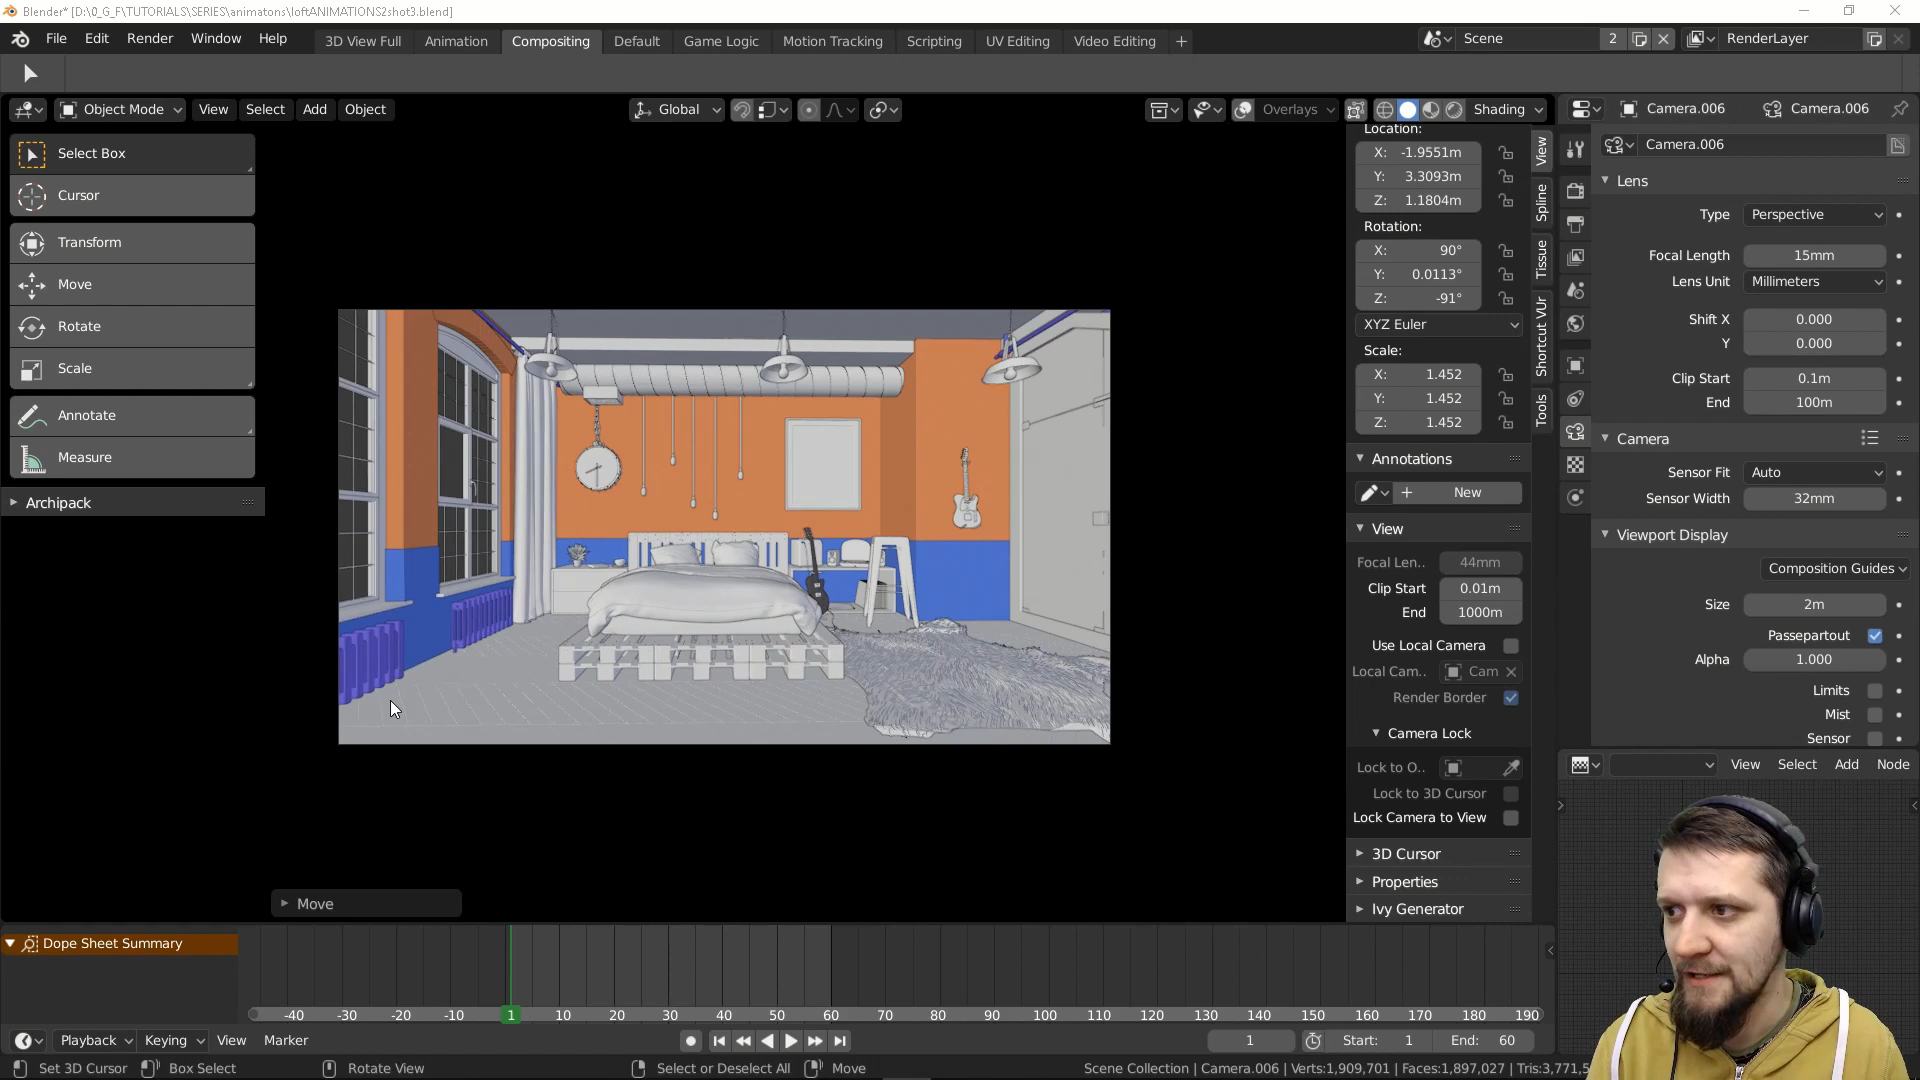 Blender* [D:\0_G_F\TUTORIALS\SERIES\animatons\loftANIMATIONS2shot3.blend]
File Edit Render Window Help 3D View Full Animation Compositing Default Game Logic Motion Tracking Scripting UV Editing Video Editing + Scene 2 RenderLayer
Object Mode View Select Add Object Global Overlays Shading Camera.006 Camera.006
Select Box
Cursor
Transform
Move
Rotate
Scale
Annotate
Measure
Archipack
Location:
X: -1.9551m
Y: 3.3093m
Z: 1.1804m
Rotation:
X: 90°
Y: 0.0113°
Z: -91°
XYZ Euler
Scale:
X: 1.452
Y: 1.452
Z: 1.452
Annotations
+ New
View
Focal Len.. 44mm
Clip Start 0.01m
End 1000m
Use Local Camera
Local Cam.. Cam
Render Border
Camera Lock
Lock to O..
Lock to 3D Cursor
Lock Camera to View
3D Cursor
Properties
Ivy Generator
View
Spline
Tissue
Shortcut VUr
Tools
Camera.006
Lens
Type Perspective
Focal Length 15mm
Lens Unit Millimeters
Shift X 0.000
Y 0.000
Clip Start 0.1m
End 100m
Camera
Sensor Fit Auto
Sensor Width 32mm
Viewport Display
Composition Guides
Size 2m
Passepartout
Alpha 1.000
Limits
Mist
Sensor
View Select Add Node
Move
Dope Sheet Summary
-40 -30 -20 -10 1 10 20 30 40 50 60 70 80 90 100 110 120 130 140 150 160 170 180 190
Playback Keying View Marker 1 Start: 1 End: 60
Set 3D Cursor Box Select Rotate View Select or Deselect All Move Scene Collection | Camera.006 | Verts:1,909,701 | Faces:1,897,027 | Tris:3,771,5